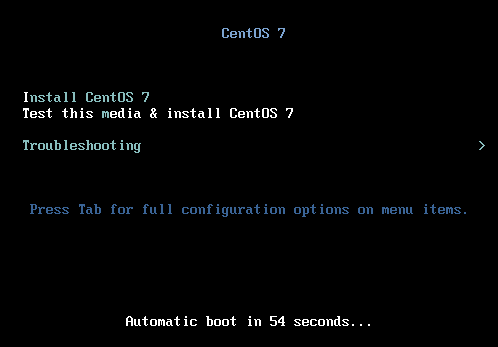 CentOS 7
Install CentOS 7
Test this media & install CentOS 7
Troubleshooting >
Press Tab for full configuration options on menu items.
Automatic boot in 54 seconds...